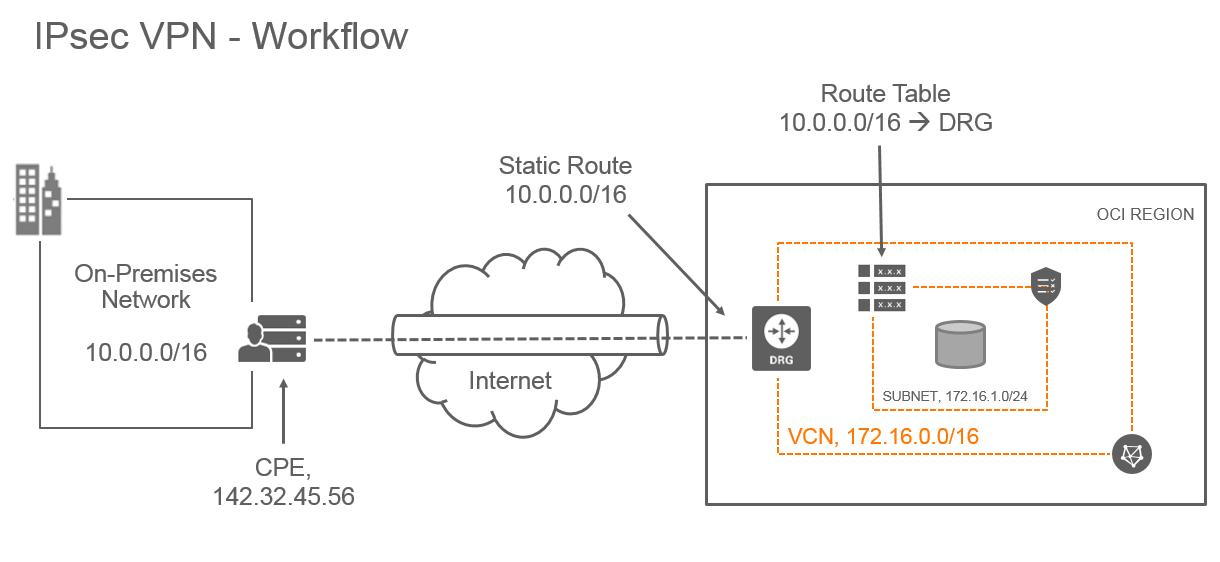 IPsec VPN - Workflow
Route Table
10.0.0.0/16 → DRG
Static Route
10.0.0.0/16
OCI REGION
On-Premises
Network
10.0.0.0/16
x.x.x
x.x.x
x.x.x
DRG
Internet
SUBNET, 172.16.1.0/24
VCN, 172.16.0.0/16
CPE,
142.32.45.56